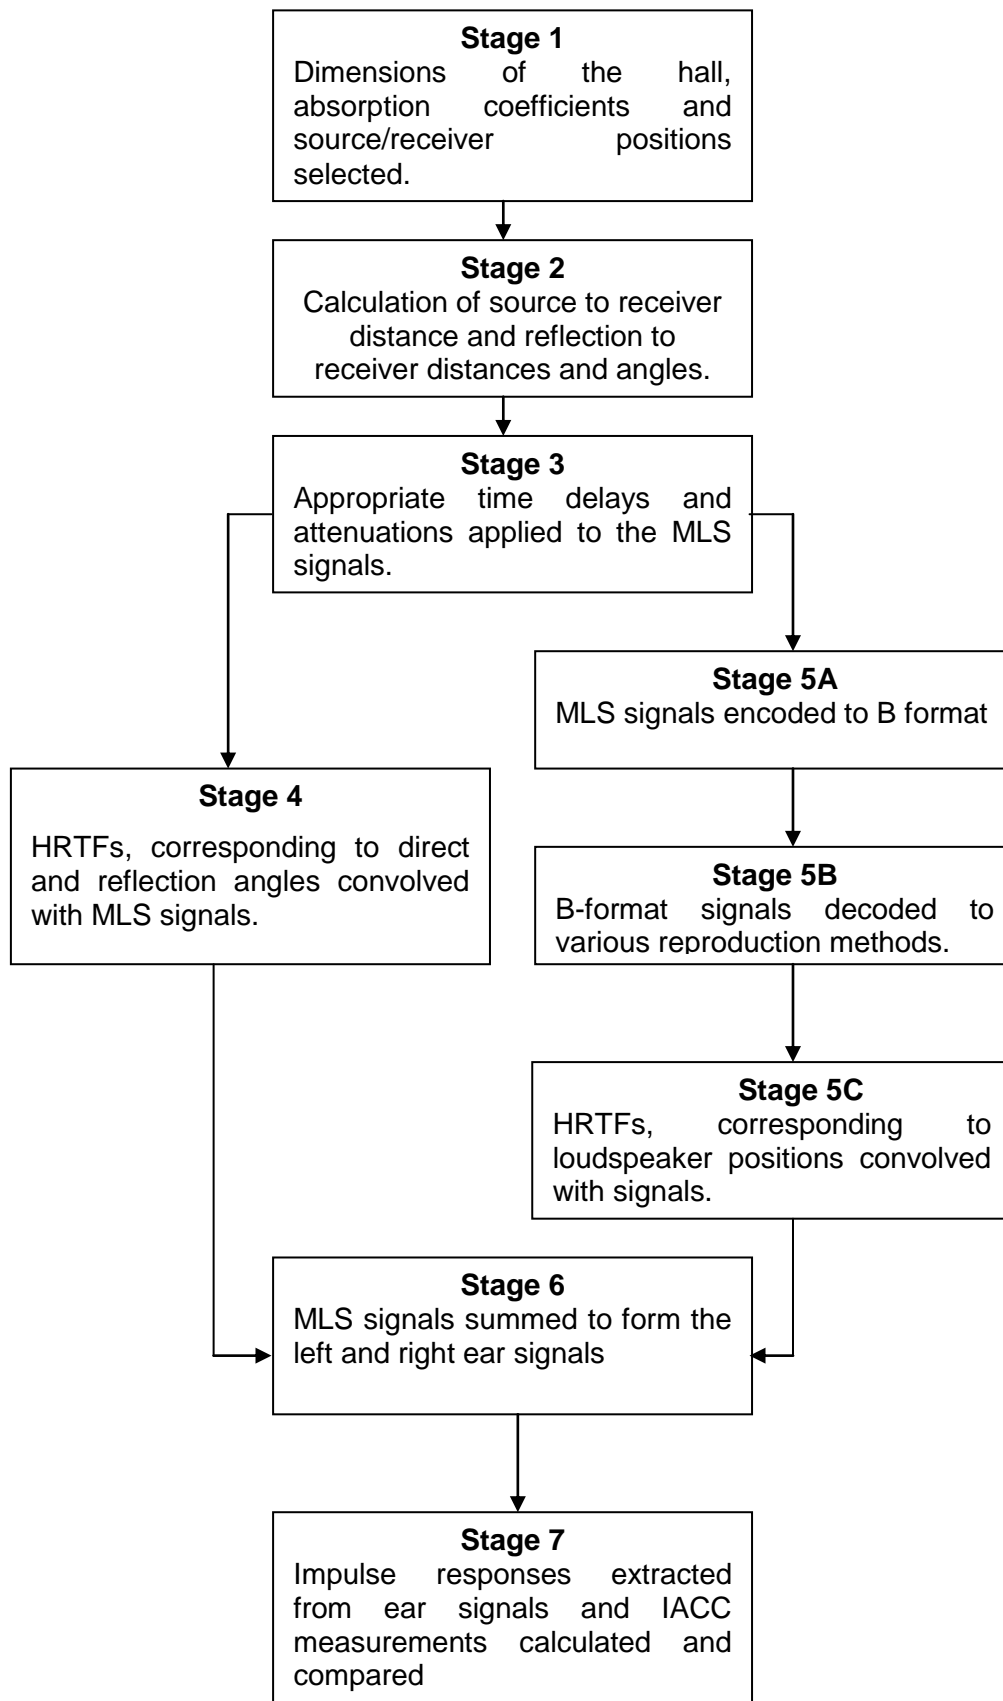 Stage 1
Dimensions of the hall,
absorption coefficients and
source/receiver positions
selected.
Stage 2
Calculation of source to receiver
distance and reflection to
receiver distances and angles.
Stage 3
Appropriate time delays and
attenuations applied to the MLS
signals.
Stage 4
HRTFs, corresponding to direct
and reflection angles convolved
with MLS signals.
Stage 5A
MLS signals encoded to B format
Stage 5B
B-format signals decoded to
various reproduction methods.
Stage 5C
HRTFs, corresponding to
loudspeaker positions convolved
with signals.
Stage 6
MLS signals summed to form the
left and right ear signals
Stage 7
Impulse responses extracted
from ear signals and IACC
measurements calculated and
compared